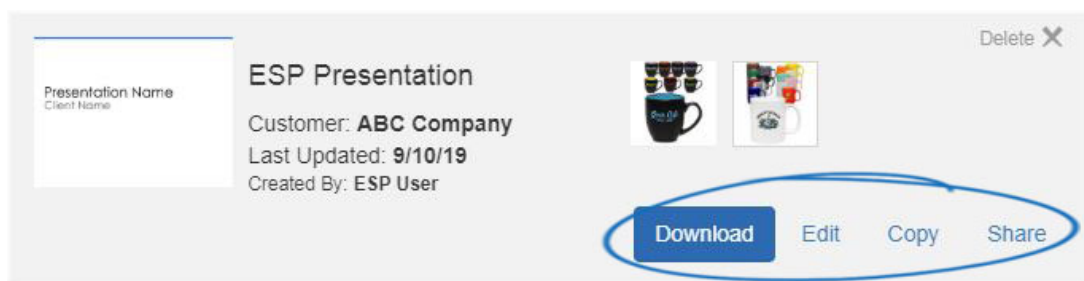 Delete X
Presentation Name
Client Name
ESP Presentation
Customer: ABC Company
Last Updated: 9/10/19
Created By: ESP User
Download Edit Copy Share